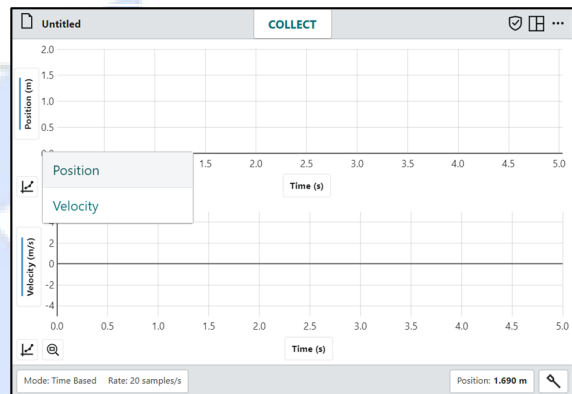 Untitled
COLLECT
2.0
1.5
1.0
0.5
0.0
Position (m)
Position
Velocity
1.5 2.0 2.5 3.0 3.5 4.0 4.5 5.0
Time (s)
4
2
0
-2
-4
Velocity (m/s)
0.0 0.5 1.0 1.5 2.0 2.5 3.0 3.5 4.0 4.5 5.0
Time (s)
Mode: Time Based Rate: 20 samples/s
Position: 1.690 m